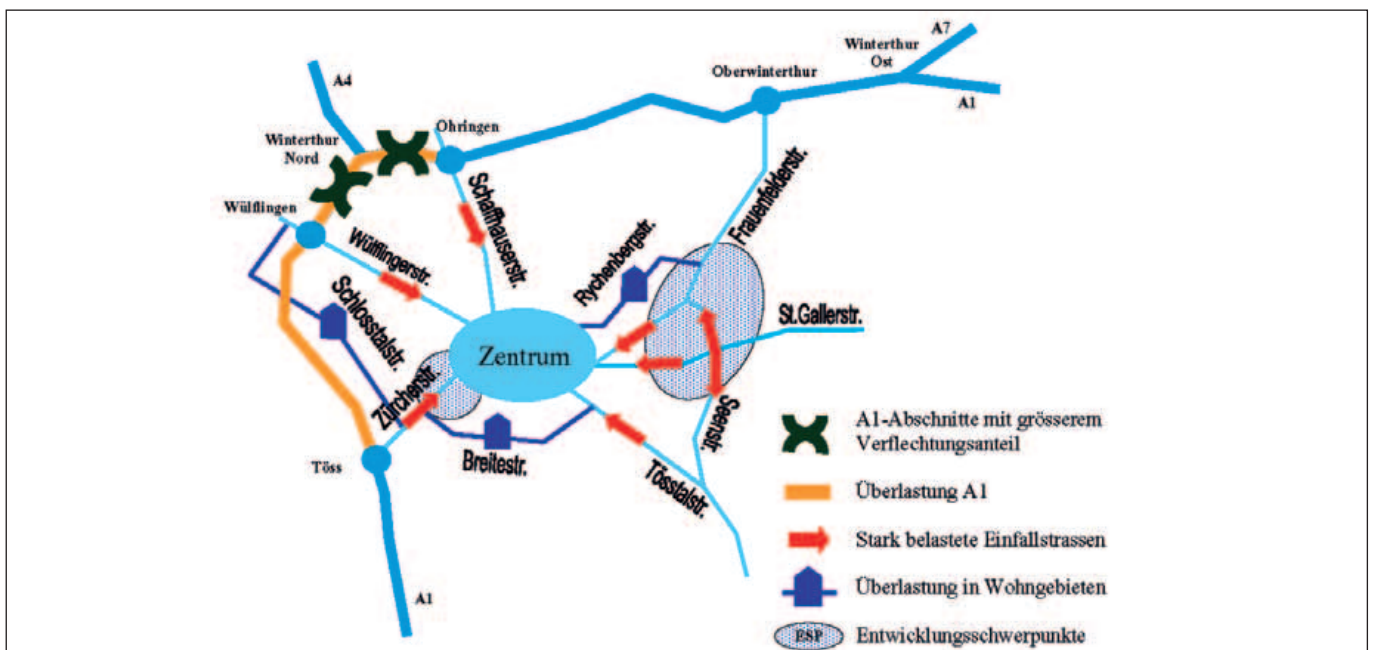 A7
Winterthur
Ost
Oberwinterthur
A4
A1
Ohringen
Winterthur
Nord
Wülflingen
Schaffhauserstr.
Frauenfelderstr.
Wülflingerstr.
Rychenbergstr.
Schlosstalstr.
St.Gallerstr.
Zentrum
Zürcherstr.
Seenstr.
Breitestr.
Tösstalstr.
Töss
A1
A1-Abschnitte mit grösserem
Verflechtungsanteil
Überlastung A1
Stark belastete Einfallstrassen
Überlastung in Wohngebieten
ESP
Entwicklungsschwerpunkte